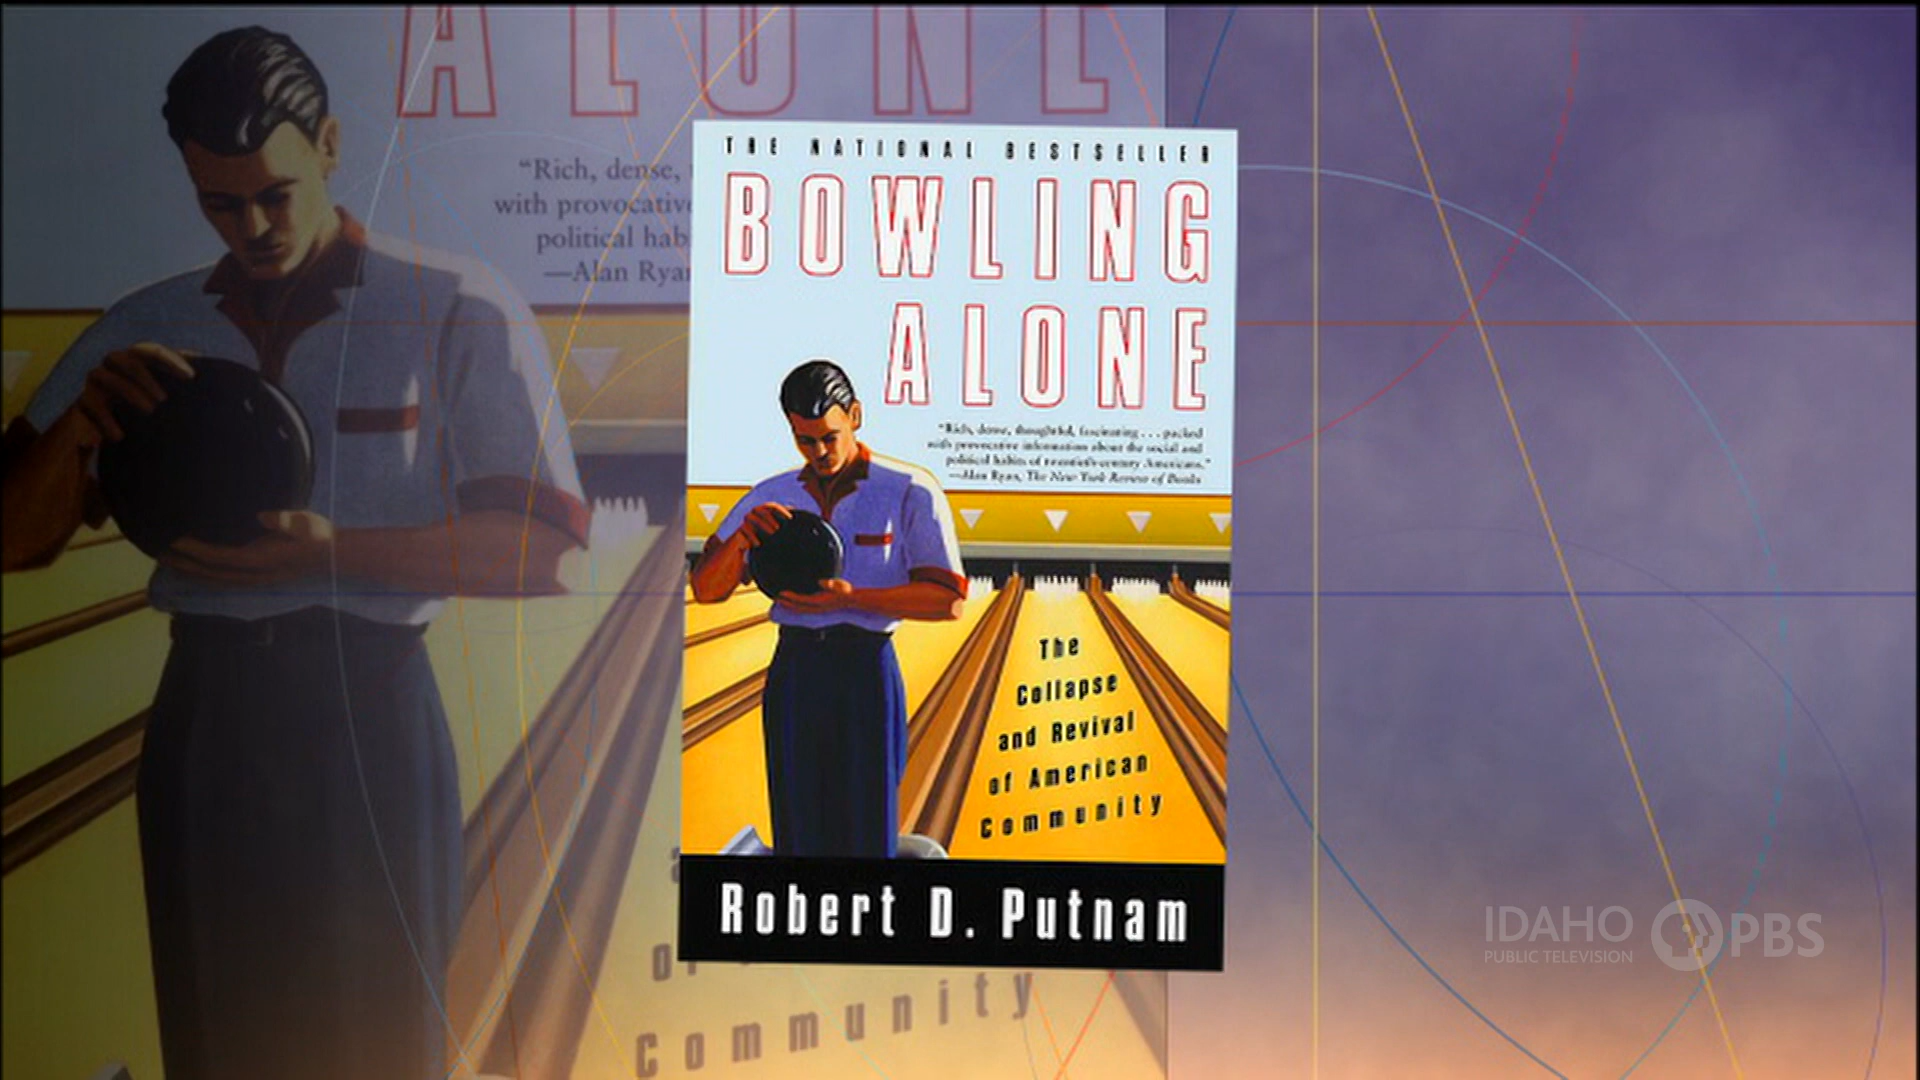 ALONE
"Rich, dense,
with provocative
political hab
—Alan Ryan
THE NATIONAL BESTSELLER
BOWLING
ALONE
"Rich, dense, thoughtful, fascinating . . . packed
with provocative information about the social and
political habits of twentieth-century Americans."
—Alan Ryan, The New York Review of Books
The
Collapse
and Revival
of American
Community
Robert D. Putnam
of
Community
IDAHO
PUBLIC TELEVISION
PBS